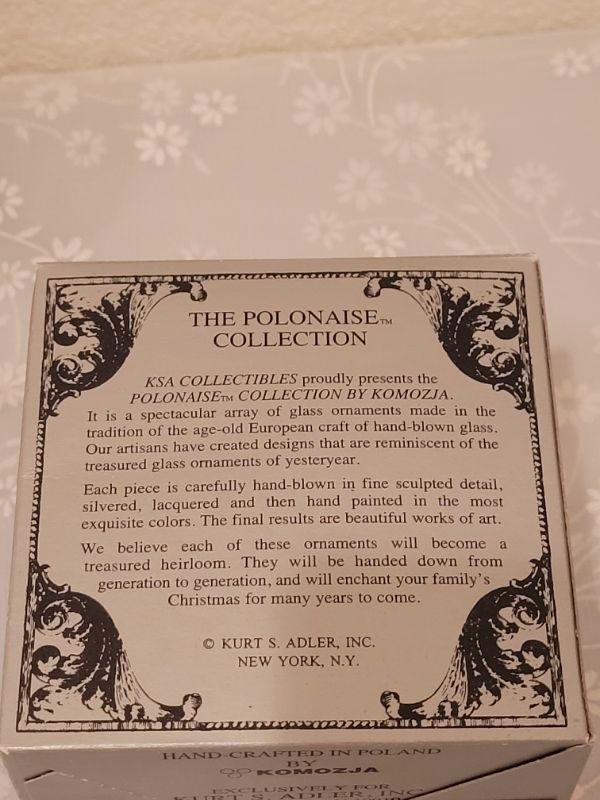 THE POLONAISE™
COLLECTION
KSA COLLECTIBLES proudly presents the
POLONAISE™ COLLECTION BY KOMOZJA.
It is a spectacular array of glass ornaments made in the
tradition of the age-old European craft of hand-blown glass.
Our artisans have created designs that are reminiscent of the
treasured glass ornaments of yesteryear.
Each piece is carefully hand-blown in fine sculpted detail,
silvered, lacquered and then hand painted in the most
exquisite colors. The final results are beautiful works of art.
We believe each of these ornaments will become a
treasured heirloom. They will be handed down from
generation to generation, and will enchant your family's
Christmas for many years to come.
© KURT S. ADLER, INC.
NEW YORK, N.Y.
HAND-CRAFTED IN POLAND
BY
KOMOZJA
EXCLUSIVELY FOR
KURT S. ADLER, INC